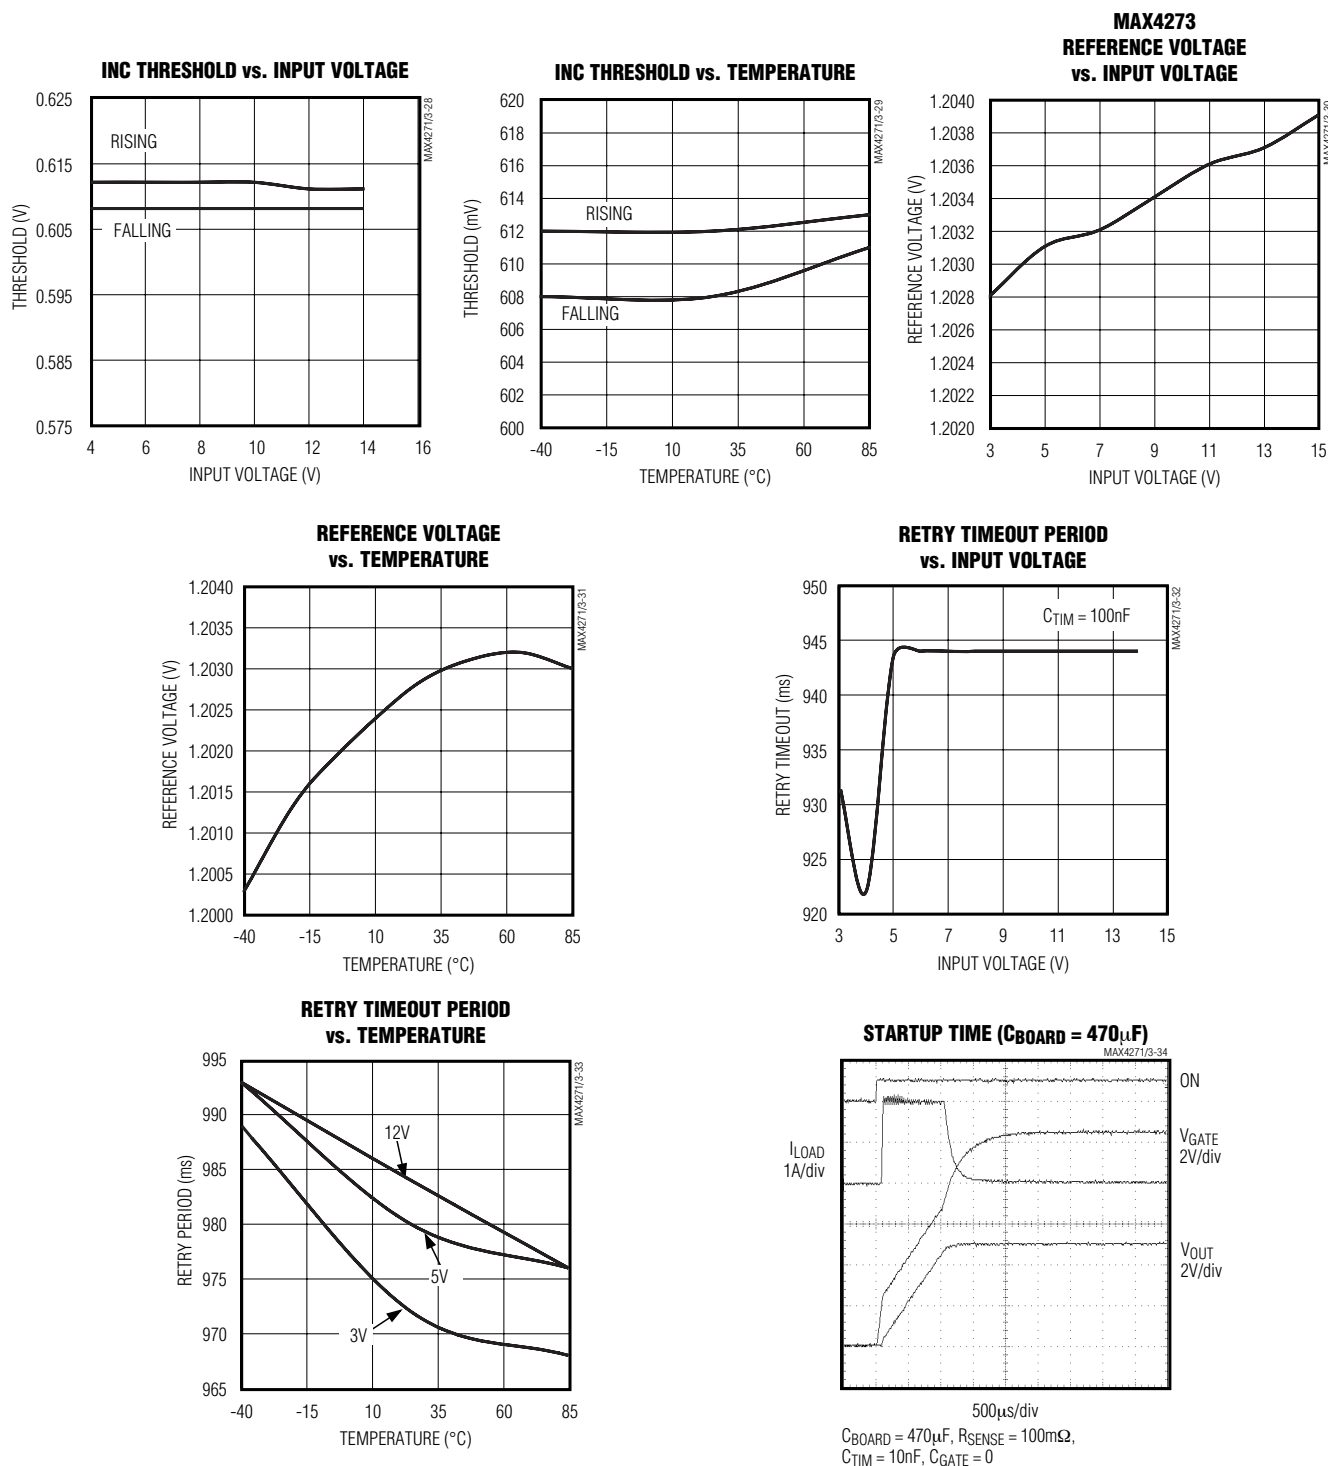 INC THRESHOLD vs. INPUT VOLTAGE
MAX4271/3-28
0.625
0.615
0.605
0.595
0.585
0.575
THRESHOLD (V)
RISING
FALLING
4 6 8 10 12 14 16
INPUT VOLTAGE (V)
INC THRESHOLD vs. TEMPERATURE
MAX4271/3-29
620
618
616
614
612
610
608
606
604
602
600
THRESHOLD (mV)
RISING
FALLING
-40 -15 10 35 60 85
TEMPERATURE (°C)
MAX4273
REFERENCE VOLTAGE
vs. INPUT VOLTAGE
1.2040
1.2038
1.2036
1.2034
1.2032
1.2030
1.2028
1.2026
1.2024
1.2022
1.2020
REFERENCE VOLTAGE (V)
3 5 7 9 11 13 15
INPUT VOLTAGE (V)
REFERENCE VOLTAGE
vs. TEMPERATURE
MAX4271/3-31
1.2040
1.2035
1.2030
1.2025
1.2020
1.2015
1.2010
1.2005
1.2000
REFERENCE VOLTAGE (V)
-40 -15 10 35 60 85
TEMPERATURE (°C)
RETRY TIMEOUT PERIOD
vs. INPUT VOLTAGE
MAX4271/3-32
950
945
940
935
930
925
920
RETRY TIMEOUT (ms)
CTIM = 100nF
3 5 7 9 11 13 15
INPUT VOLTAGE (V)
RETRY TIMEOUT PERIOD
vs. TEMPERATURE
MAX4271/3-33
995
990
985
980
975
970
965
RETRY PERIOD (ms)
12V
5V
3V
-40 -15 10 35 60 85
TEMPERATURE (°C)
STARTUP TIME (CBOARD = 470µF)
MAX4271/3-34
ON
ILOAD
1A/div
VGATE
2V/div
VOUT
2V/div
500µs/div
CBOARD = 470µF, RSENSE = 100mΩ,
CTIM = 10nF, CGATE = 0